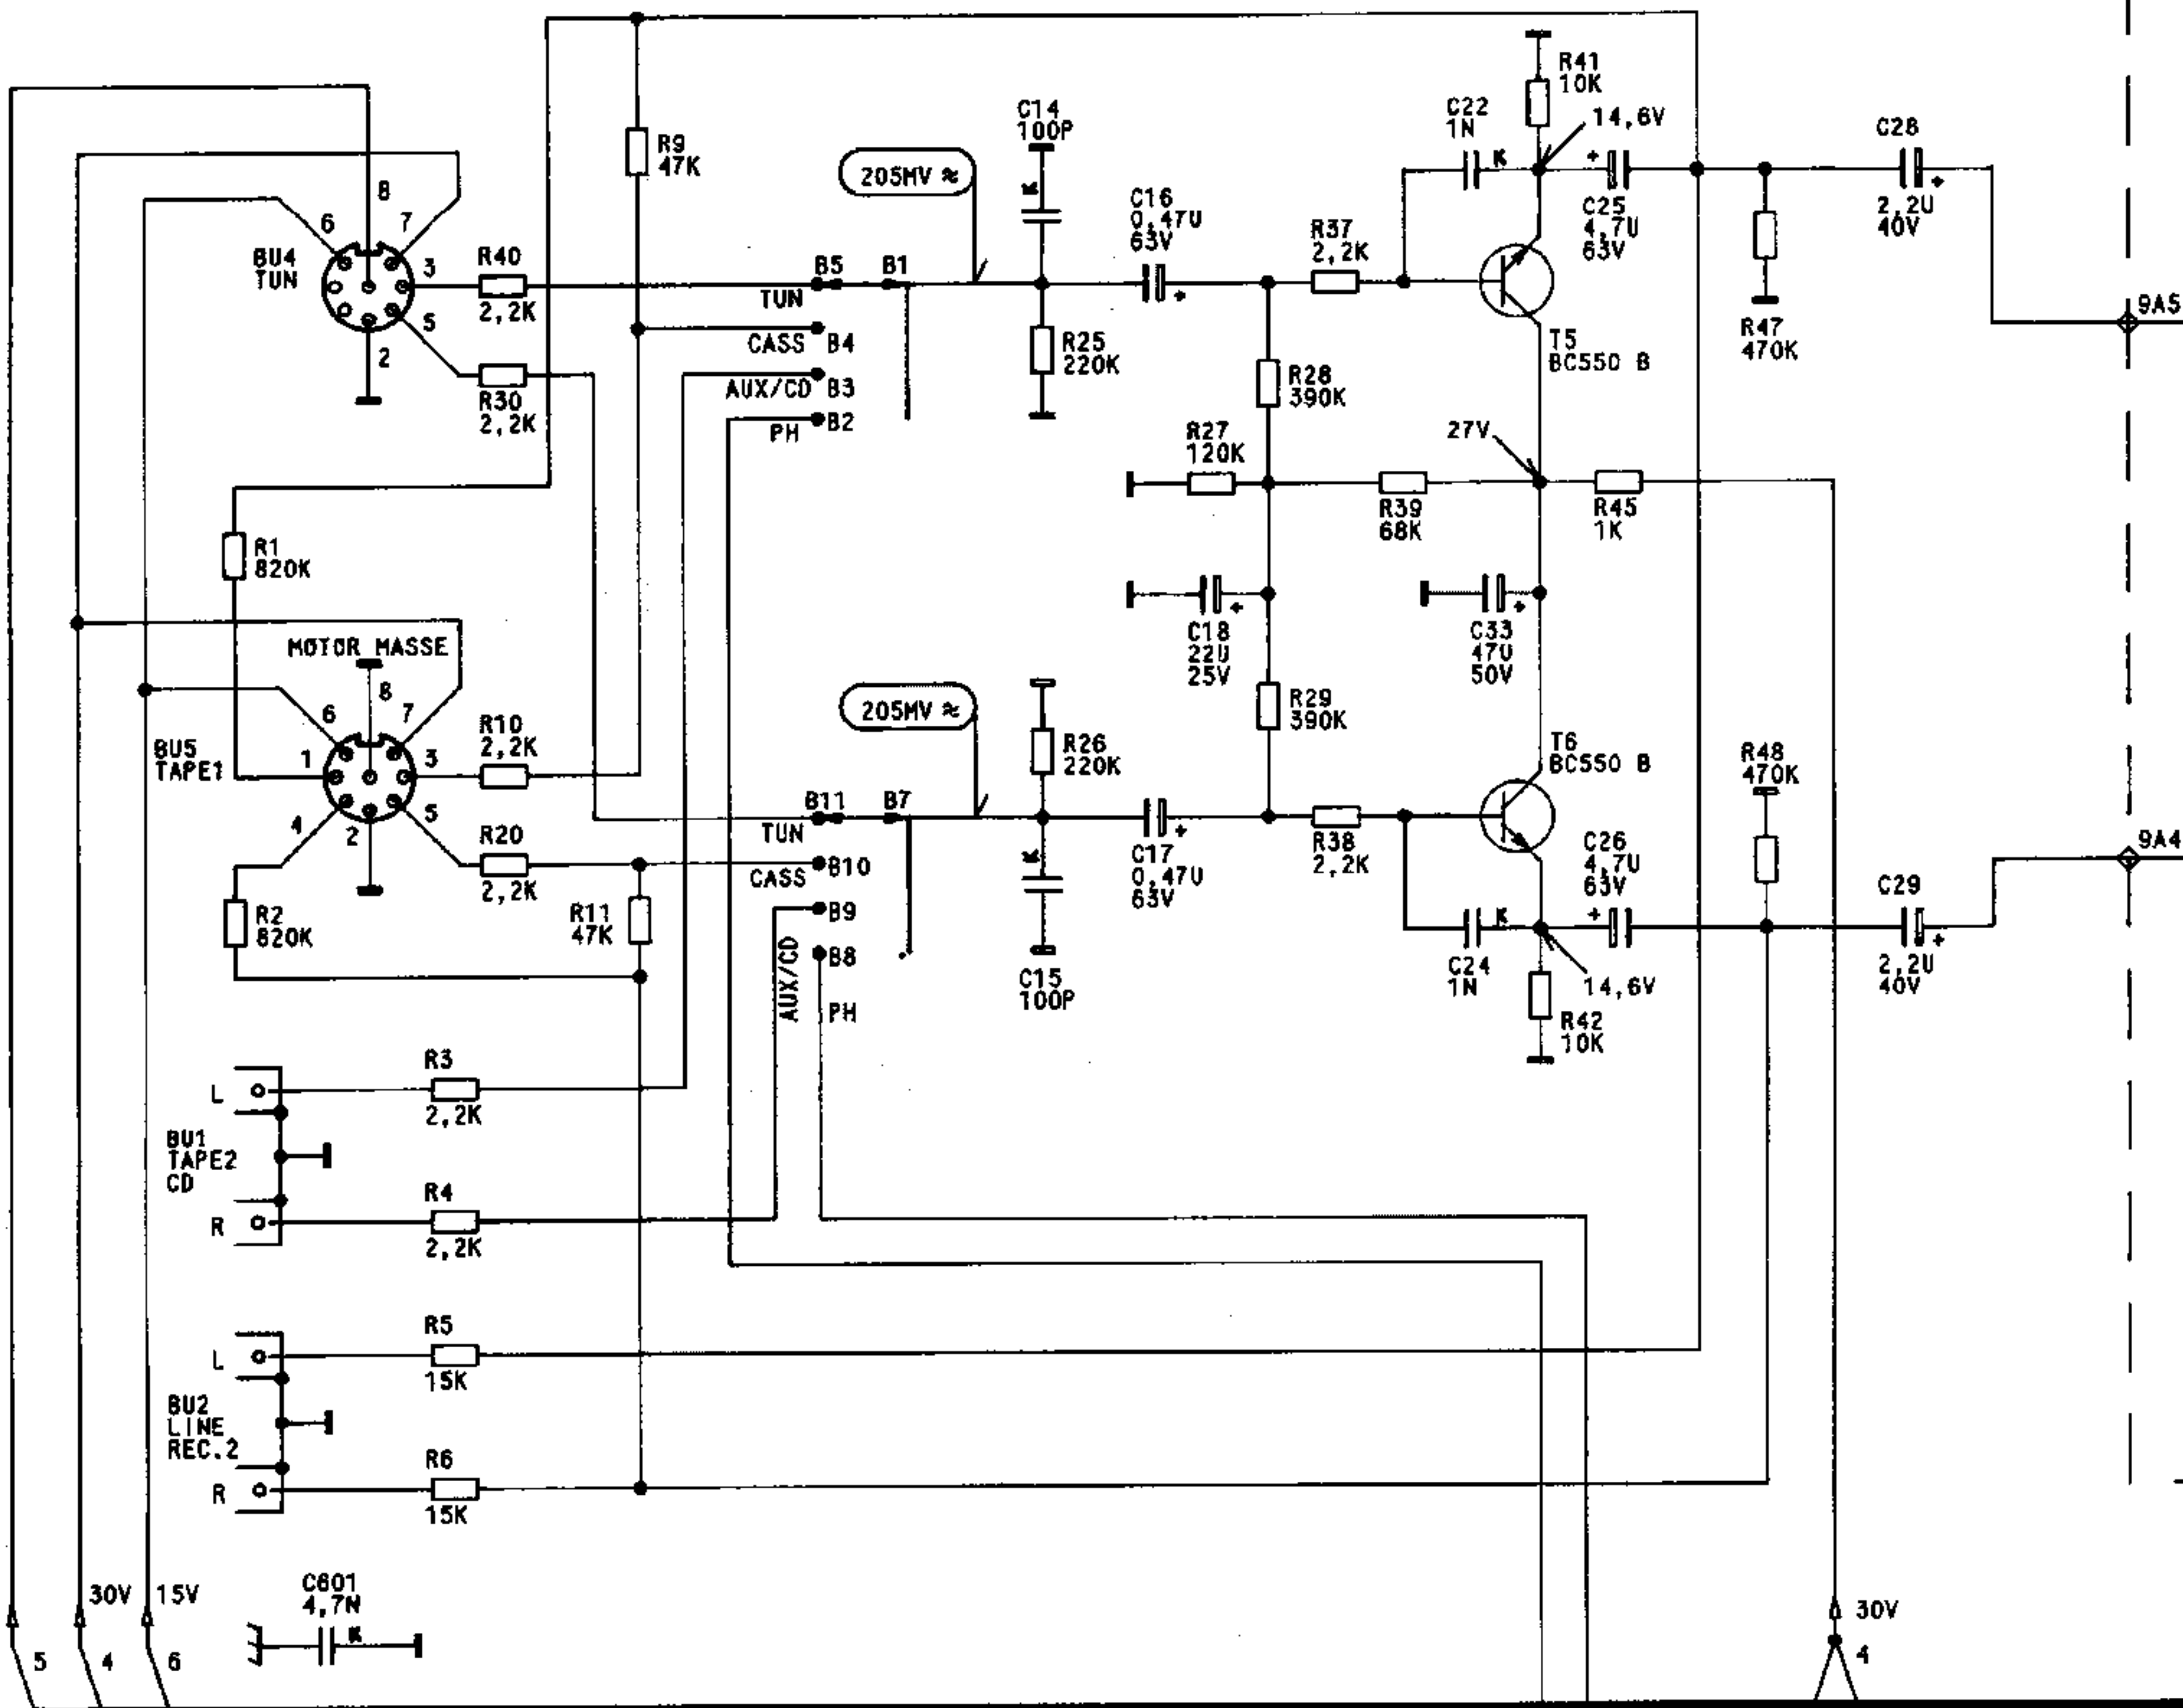 R41
10K
C22
1N
K
14,6V
C28
C14
100P
R9
47K
205MV ≈
K
8
6
7
C16
0,47U
63V
+
R37
2,2K
+
C25
4,7U
63V
2,2U
40V
+
BU4
TUN
3
R40
2,2K
B5
B1
TUN
9A5
5
CASS B4
R25
220K
T5
BC550 B
R47
470K
2
AUX/CD B3
R28
390K
R30
2,2K
PH
B2
R27
120K
27V
R39
68K
R45
1K
R1
820K
+
C18
22U
25V
+
C33
47U
50V
MOTOR MASSE
8
6
7
205MV ≈
R29
390K
BU5
TAPE1
1
3
R10
2,2K
R26
220K
T6
BC550 B
R48
470K
4
2
5
R20
2,2K
B11
B7
TUN
K
+
C17
0,47U
63V
R38
2,2K
C26
4,7U
63V
9A4
CASS
B10
R2
820K
R11
47K
B9
AUX/CD
B8
PH
C15
100P
K
+
C24
1N
14,6V
C29
+
2,2U
40V
R42
10K
L
R3
2,2K
BU1
TAPE2
CD
R
R4
2,2K
L
R5
15K
BU2
LINE
REC.2
R
R6
15K
30V
15V
C601
4,7N
K
30V
5
4
6
4